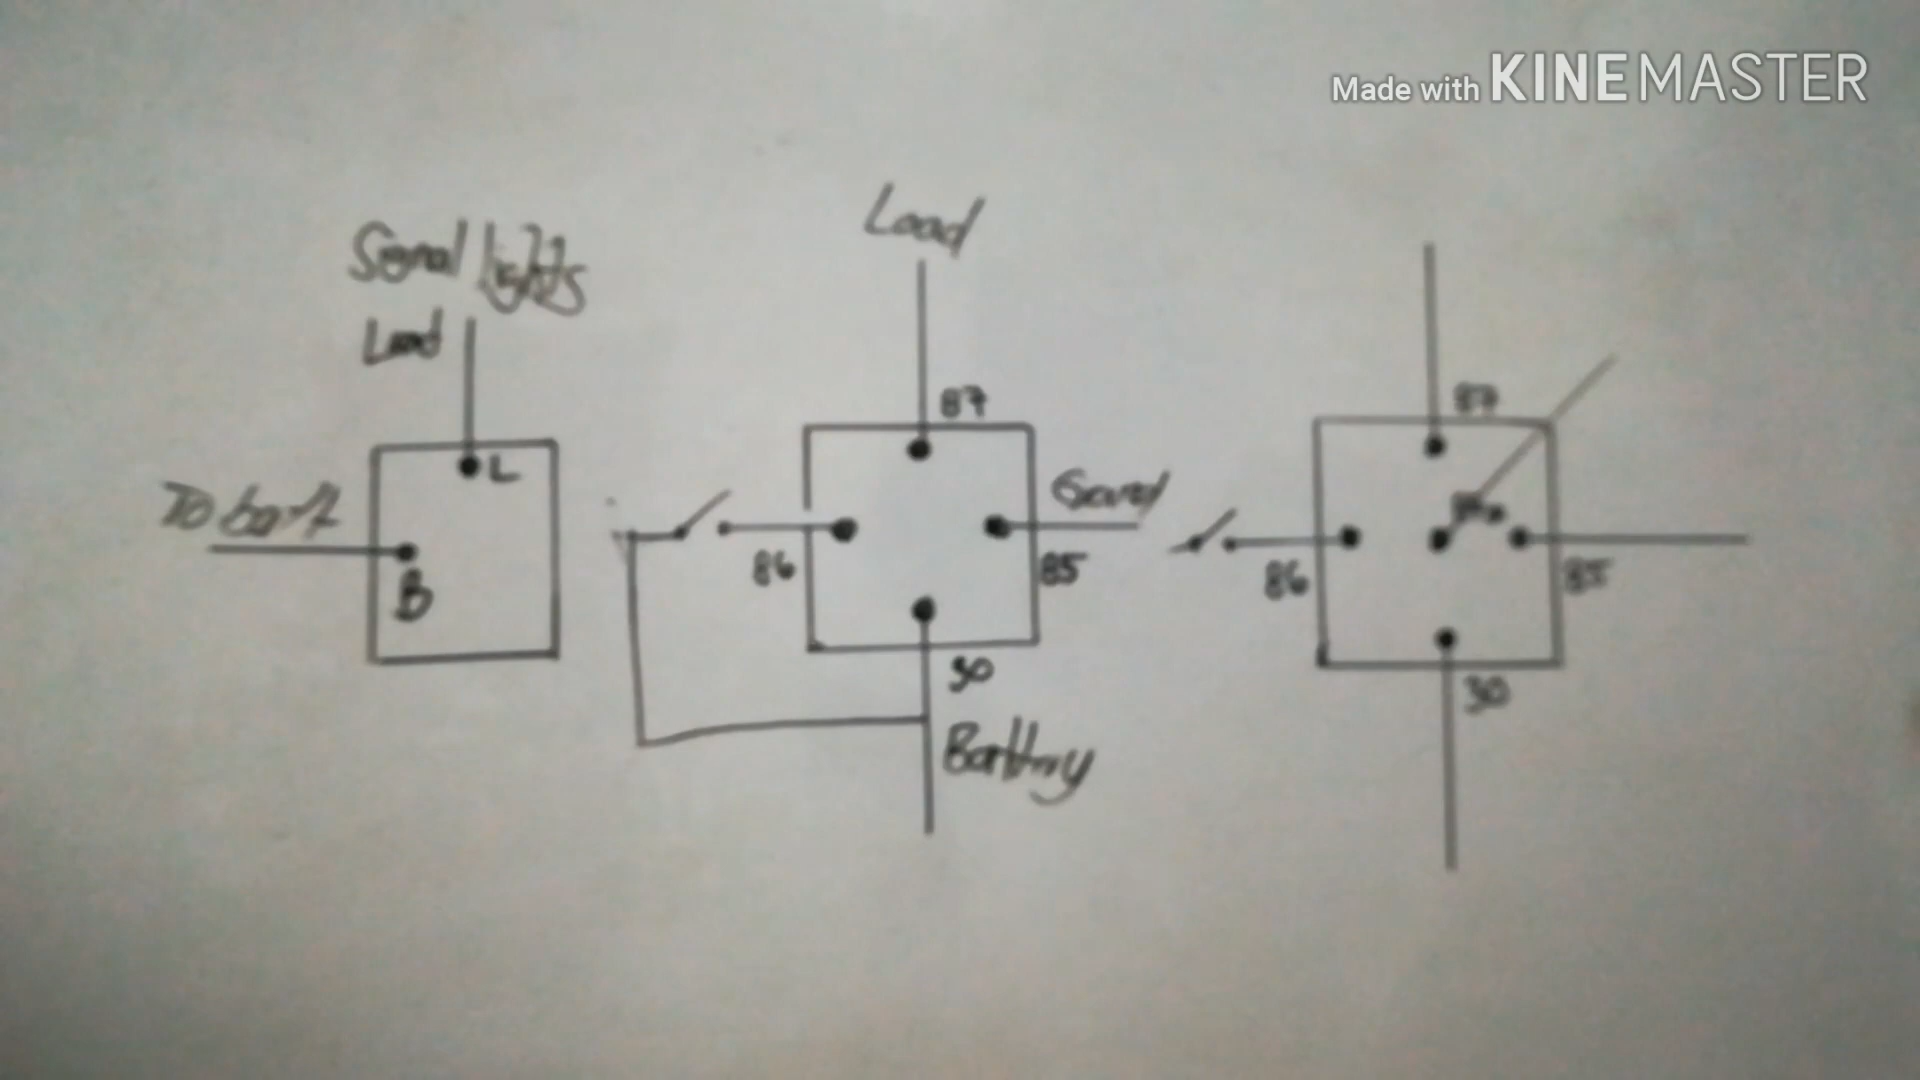 Made with KINEMASTER
Signal lights
Load
L
To batt
B
Load
87
86
Ground
85
30
Battery
87
86
85
30